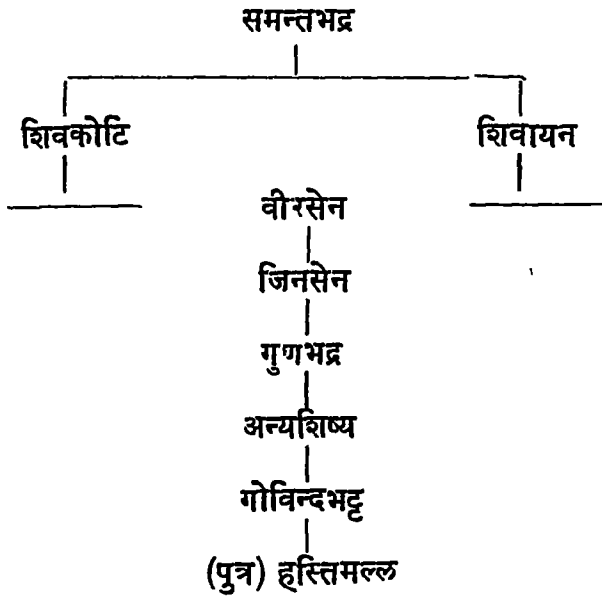 समन्तभद्र
शिवकोटि शिवायन
वीरसेन
जिनसेन
गुणभद्र
अन्यशिष्य
गोविन्दभट्ट
(पुत्र) हस्तिमल्ल